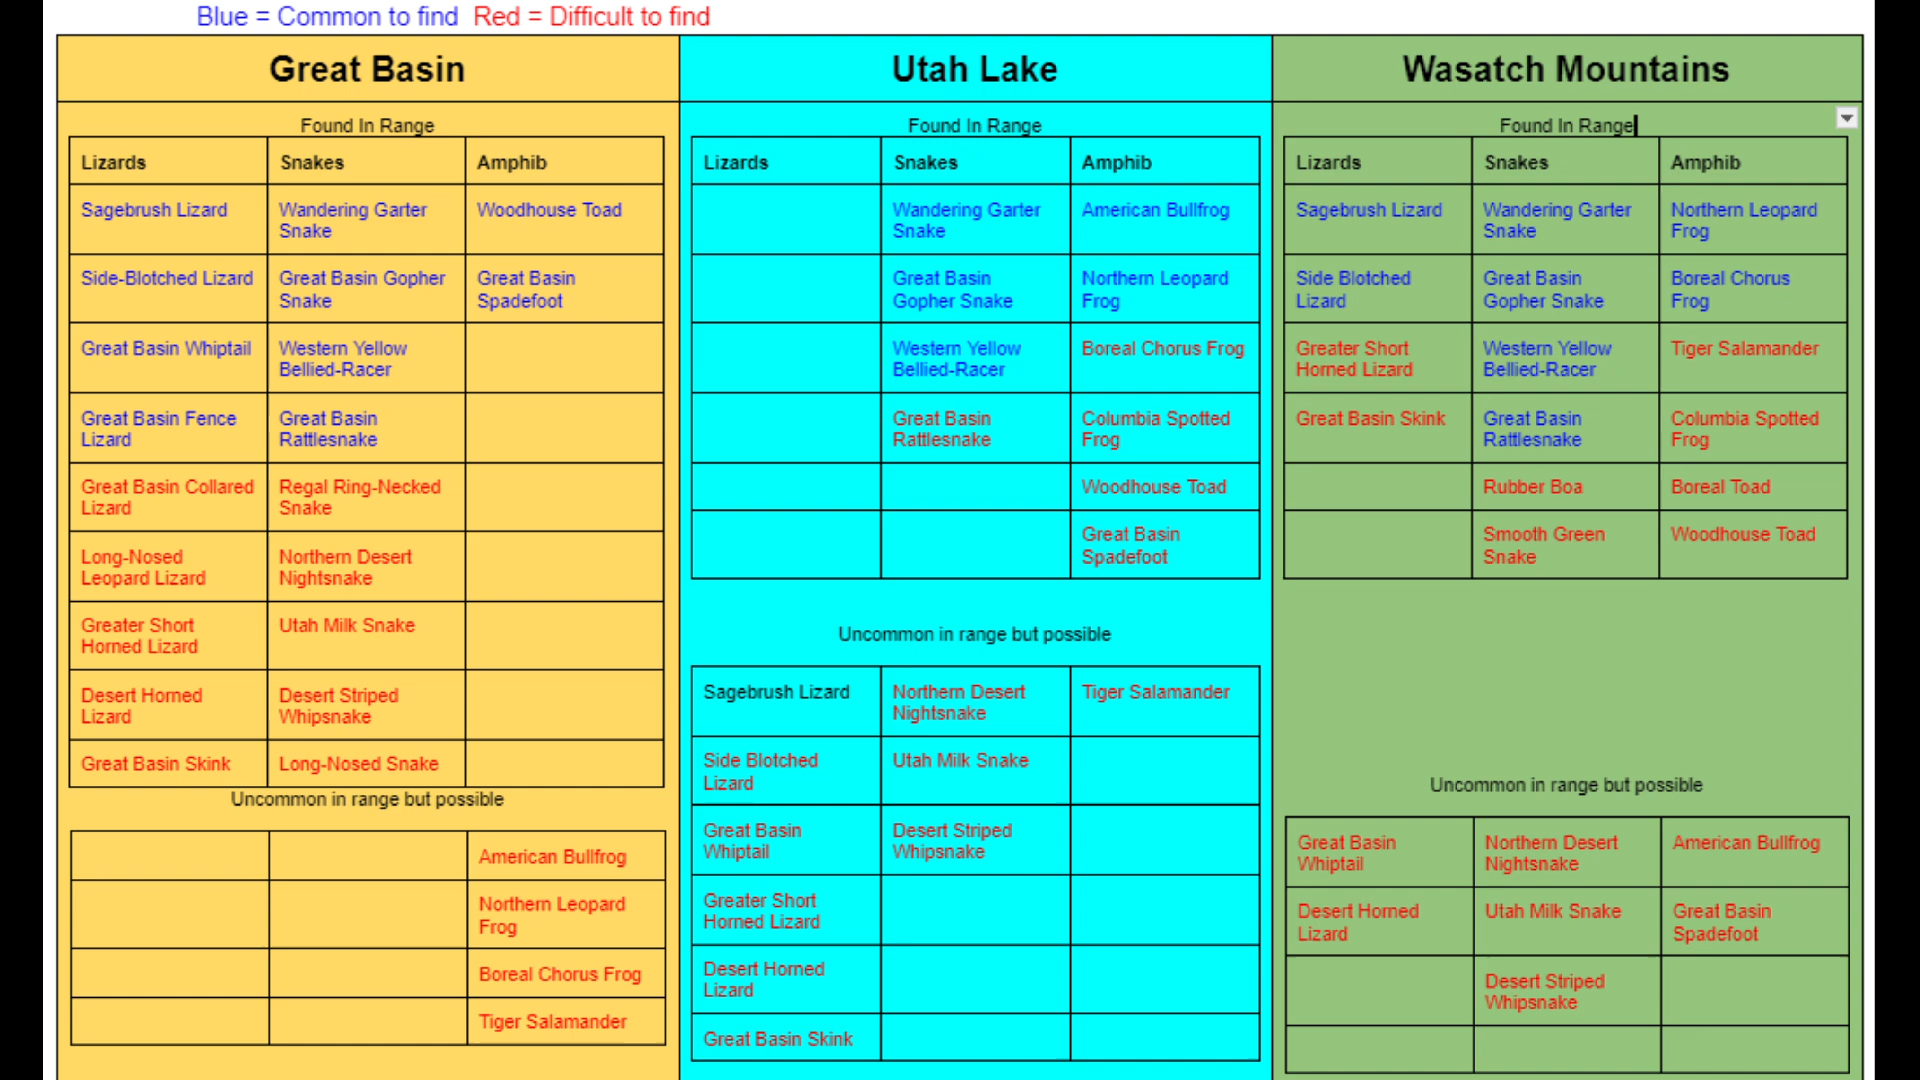 Blue = Common to find Red = Difficult to find
Great Basin
Found In Range
Lizards Snakes Amphib
Sagebrush Lizard Wandering Garter Woodhouse Toad
Snake
Side-Blotched Lizard Great Basin Gopher Great Basin
Snake Spadefoot
Great Basin Whiptail Western Yellow
Bellied-Racer
Great Basin Fence Great Basin
Lizard Rattlesnake
Great Basin Collared Regal Ring-Necked
Lizard Snake
Long-Nosed Northern Desert
Leopard Lizard Nightsnake
Greater Short Utah Milk Snake
Horned Lizard
Desert Horned Desert Striped
Lizard Whipsnake
Great Basin Skink Long-Nosed Snake
Uncommon in range but possible
American Bullfrog
Northern Leopard
Frog
Boreal Chorus Frog
Tiger Salamander
Utah Lake
Found In Range
Lizards Snakes Amphib
Wandering Garter American Bullfrog
Snake
Great Basin Northern Leopard
Gopher Snake Frog
Western Yellow Boreal Chorus Frog
Bellied-Racer
Great Basin Columbia Spotted
Rattlesnake Frog
Woodhouse Toad
Great Basin
Spadefoot
Uncommon in range but possible
Sagebrush Lizard Northern Desert Tiger Salamander
Nightsnake
Side Blotched Utah Milk Snake
Lizard
Great Basin Desert Striped
Whiptail Whipsnake
Greater Short
Horned Lizard
Desert Horned
Lizard
Great Basin Skink
Wasatch Mountains
Found In Range
Lizards Snakes Amphib
Sagebrush Lizard Wandering Garter Northern Leopard
Snake Frog
Side Blotched Great Basin Boreal Chorus
Lizard Gopher Snake Frog
Greater Short Western Yellow Tiger Salamander
Horned Lizard Bellied-Racer
Great Basin Skink Great Basin Columbia Spotted
Rattlesnake Frog
Rubber Boa Boreal Toad
Smooth Green Woodhouse Toad
Snake
Uncommon in range but possible
Great Basin Northern Desert American Bullfrog
Whiptail Nightsnake
Desert Horned Utah Milk Snake Great Basin
Lizard Spadefoot
Desert Striped
Whipsnake